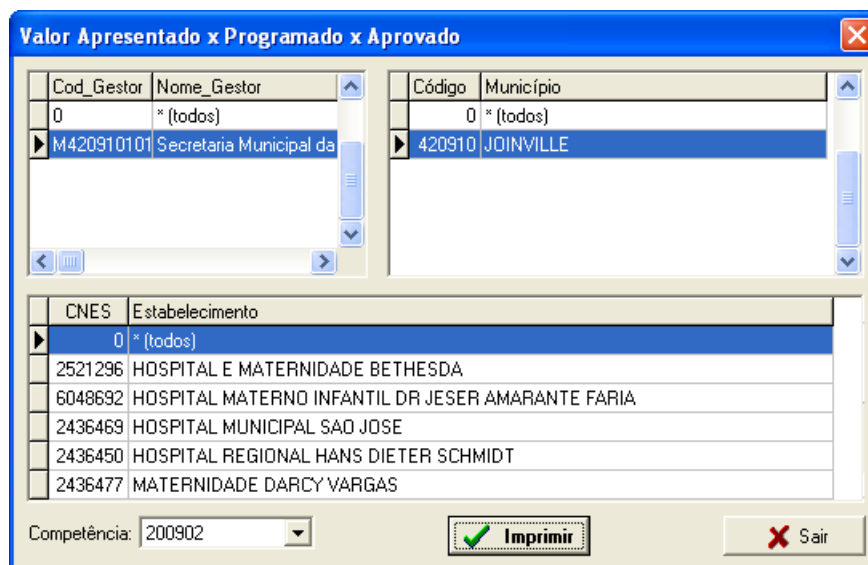 Valor Apresentado x Programado x Aprovado
Cod_Gestor Nome_Gestor
0 * (todos)
M420910101 Secretaria Municipal da
Código Município
0 * (todos)
420910 JOINVILLE
CNES Estabelecimento
0 * (todos)
2521296 HOSPITAL E MATERNIDADE BETHESDA
6048692 HOSPITAL MATERNO INFANTIL DR JESER AMARANTE FARIA
2436469 HOSPITAL MUNICIPAL SAO JOSE
2436450 HOSPITAL REGIONAL HANS DIETER SCHMIDT
2436477 MATERNIDADE DARCY VARGAS
Competência: 200902
Imprimir
Sair